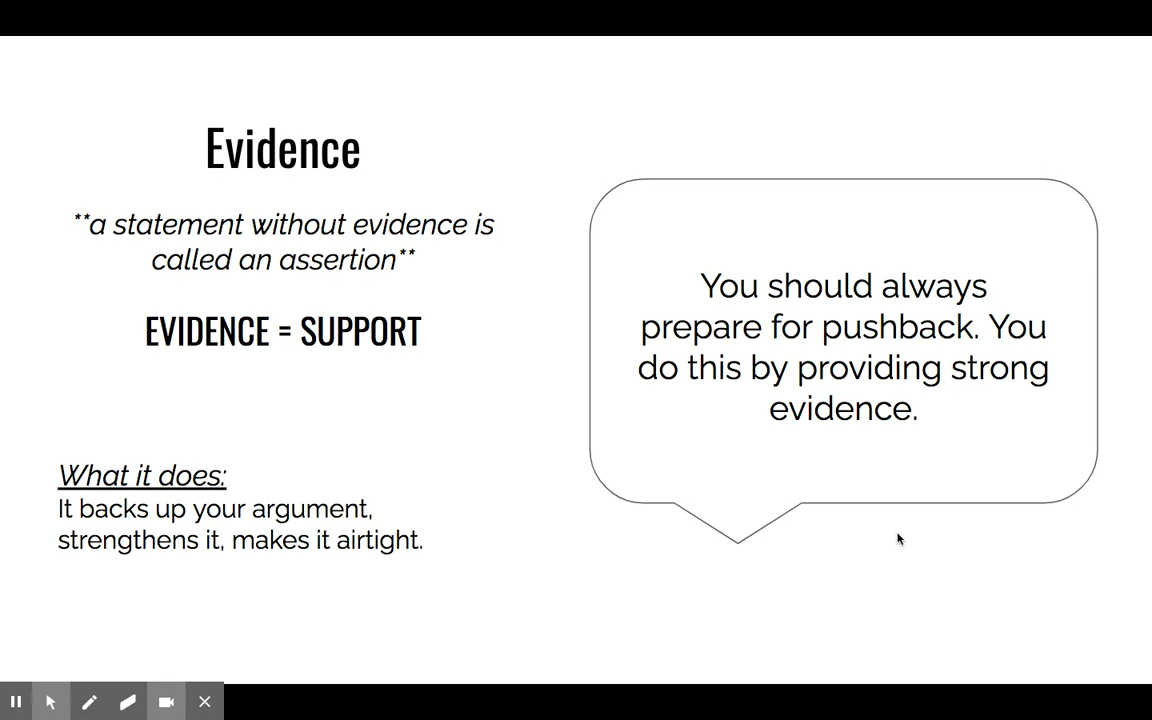 Evidence
**a statement without evidence is
called an assertion**
EVIDENCE = SUPPORT
What it does:
It backs up your argument,
strengthens it, makes it airtight.
You should always
prepare for pushback. You
do this by providing strong
evidence.